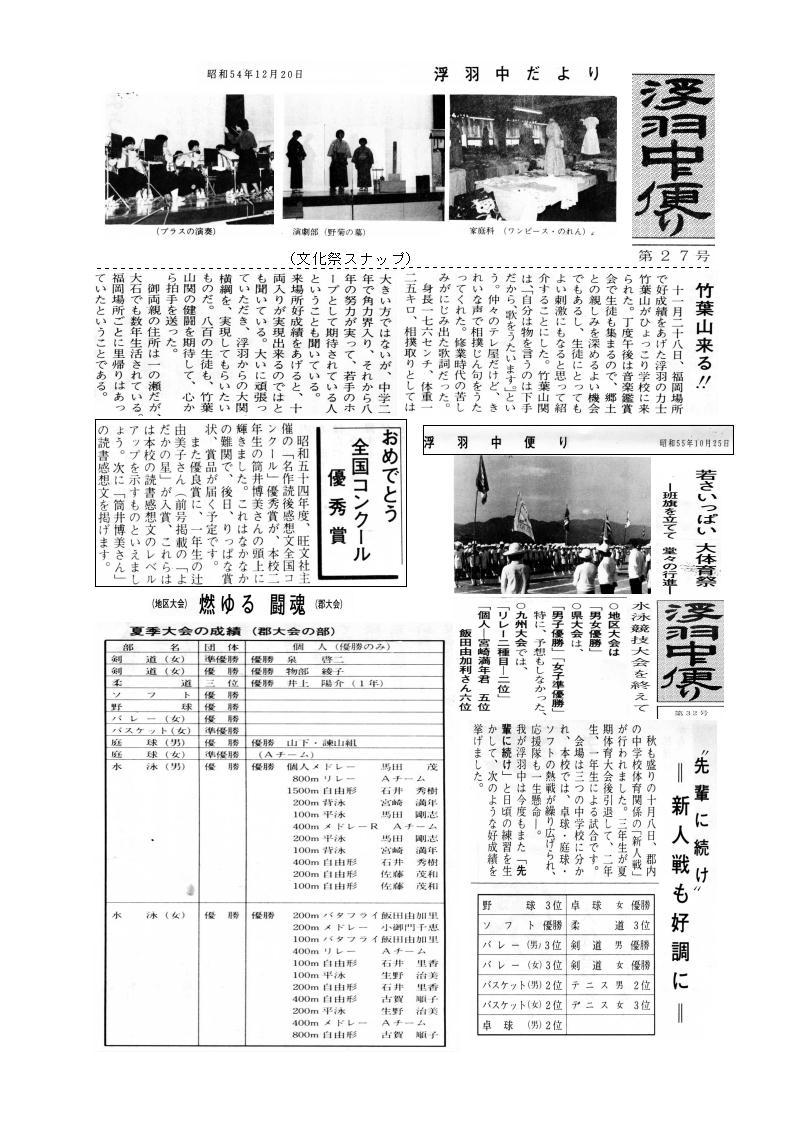 昭和54年12月20日
浮羽中だより
浮羽中便り
第27号
(ブラスの演奏)
演劇部(野菊の墓)
家庭科(ワンピース・のれん)
(文化祭スナップ)
竹葉山来る!!
十一月二十八日、福岡場所
で好成績をあげた浮羽の力士
竹葉山がひょっこり学校に来
られた。丁度午後は音楽鑑賞
会で生徒も集まるので、郷土
との親しみを深めるよい機会
でもあるし、生徒にとっても
よい刺激にもなると思って紹
介することにした。竹葉山関
は、「自分は物を言うのは下手
だから、歌をうたいます。」とい
う。仲々のテレ屋だけど、き
れいな声で相撲じん句をうた
ってくれた。修業時代の苦し
みがにじみ出た歌詞だった。
身長一七六センチ、体重一
二五キロ、相撲取りとしては
大きい方ではないが、中学二
年で角力界入り、それから八
年の努力が実って、若手のホ
ープとして期待されている人
ということも聞いている。
来場所好成績をあげると、十
両入りが実現出来るのではと
も聞いている。大いに頑張っ
ていただき、浮羽からの大関
横綱を、実現してもらいたい
ものだ。八百の生徒も、竹葉
山関の健闘を期待して、心か
ら拍手を送った。
御両親の住所は一の瀬だが、
大石でも数年生活されている。
福岡場所ごとに里帰りはあっ
ていたということである。
おめでとう
全国コンクール
優秀賞
昭和五十四年度、旺文社主
催の「名作読後感想文全国コ
ンクール」優秀賞が、本校二
年生の筒井博美さんの頭上に
輝きました。これはなかなか
の難関で、後日、りっぱな賞
状、賞品が届く予定です。
また優良賞に、一年生の辻
由美子さん(前号掲載の「よ
だかの星」)が入賞、これらは
は本校の読書感想文のレベル
アップを示すものといえまし
ょう。次に「筒井博美さん」
の読書感想文を掲げます。
浮羽中便り
昭和55年10月25日
若さいっぱい 大体育祭
―班旗を立てて 堂々の行進―
浮羽中便り
第32号
水泳競技大会を終えて
○地区大会は
「男女優勝」
○県大会は、
「男子優勝」「女子準優勝」
特に、予想もしなかった、
○九州大会では、
「リレー二種目―二位」
「個人―宮崎満年君 五位
飯田由加利さん六位
"先輩に続け"
=新人戦も好調に=
秋も盛りの十月八日、郡内
の中学校体育関係の「新人戦」
が行われました。三年生が夏
期体育大会後引退して、二年
生、一年生による試合です。
会場は三つの中学校に分か
れ、本校では、卓球・庭球・
ソフトの熱戦が繰り広げられ、
応援隊も一生懸命―。
我が浮羽中は今度もまた「先
輩に続け」と日頃の練習を生
かして、次のような好成績を
挙げました。
野球 3位 卓球 女 優勝
ソフト 優勝 柔道 3位
バレー(男) 3位 剣道 男 優勝
バレー(女) 3位 剣道 女 優勝
バスケット(男) 2位 テニス 男 2位
バスケット(女) 2位 テニス 女 3位
卓球(男) 2位
(地区大会) 燃ゆる 闘魂 (郡大会)
夏季大会の成績(郡大会の部)
部名 団体 個人(優勝のみ)
剣道(女) 準優勝 優勝 泉 啓二
剣道(女) 優勝 優勝 物部 綾子
柔道 三位 優勝 井上 陽介(1年)
ソフト 優勝
野球 優勝
バレー(女) 優勝
バスケット(女) 準優勝
庭球(男) 優勝 優勝 山下・諫山組
庭球(女) 準優勝 (Aチーム)
水泳(男) 優勝 優勝 個人メドレー 馬田 茂
800m リレー Aチーム
1500m 自由形 石井 秀樹
200m 背泳 宮崎 満年
100m 平泳 馬田 剛志
400m メドレーR Aチーム
200m 平泳 馬田 剛志
100m 背泳 宮崎 満年
400m 自由形 石井 秀樹
200m 自由形 佐藤 茂和
100m 自由形 佐藤 茂和
水泳(女) 優勝 優勝 200m バタフライ 飯田由加里
200m メドレー 小御門千恵
100m バタフライ 飯田由加里
400m リレー Aチーム
100m 自由形 石井 里香
100m 平泳 生野 治美
200m 自由形 石井 里香
400m 自由形 古賀 順子
200m 平泳 生野 治美
400m メドレー Aチーム
800m 自由形 古賀 順子